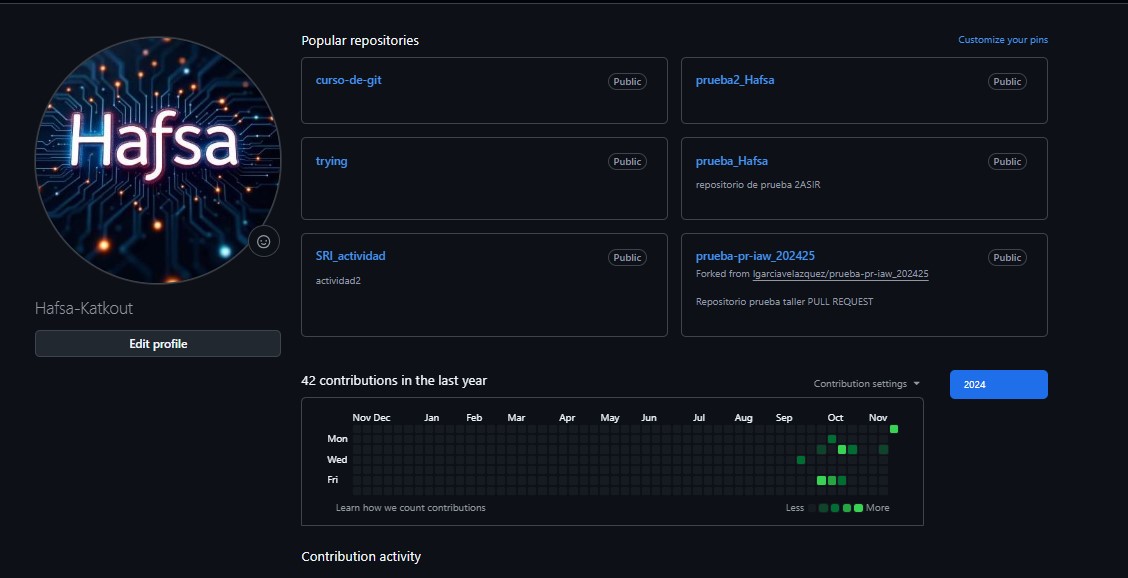 Hafsa
Hafsa-Katkout
Edit profile
Popular repositories
Customize your pins
curso-de-git
Public
prueba2_Hafsa
Public
trying
Public
prueba_Hafsa
Public
repositorio de prueba 2ASIR
SRI_actividad
Public
actividad2
prueba-pr-iaw_202425
Public
Forked from lgarciavelazquez/prueba-pr-iaw_202425
Repositorio prueba taller PULL REQUEST
42 contributions in the last year
Contribution settings
2024
Nov Dec Jan Feb Mar Apr May Jun Jul Aug Sep Oct Nov
Mon
Wed
Fri
Learn how we count contributions
Less More
Contribution activity